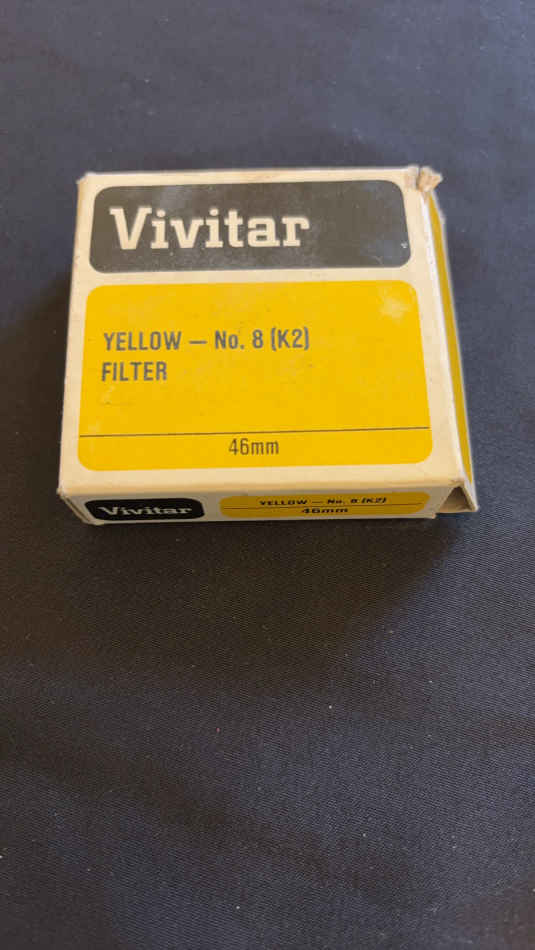 Vivitar
YELLOW — No. 8 (K2)
FILTER
46mm
Vivitar
YELLOW — No. 8 (K2)
46mm